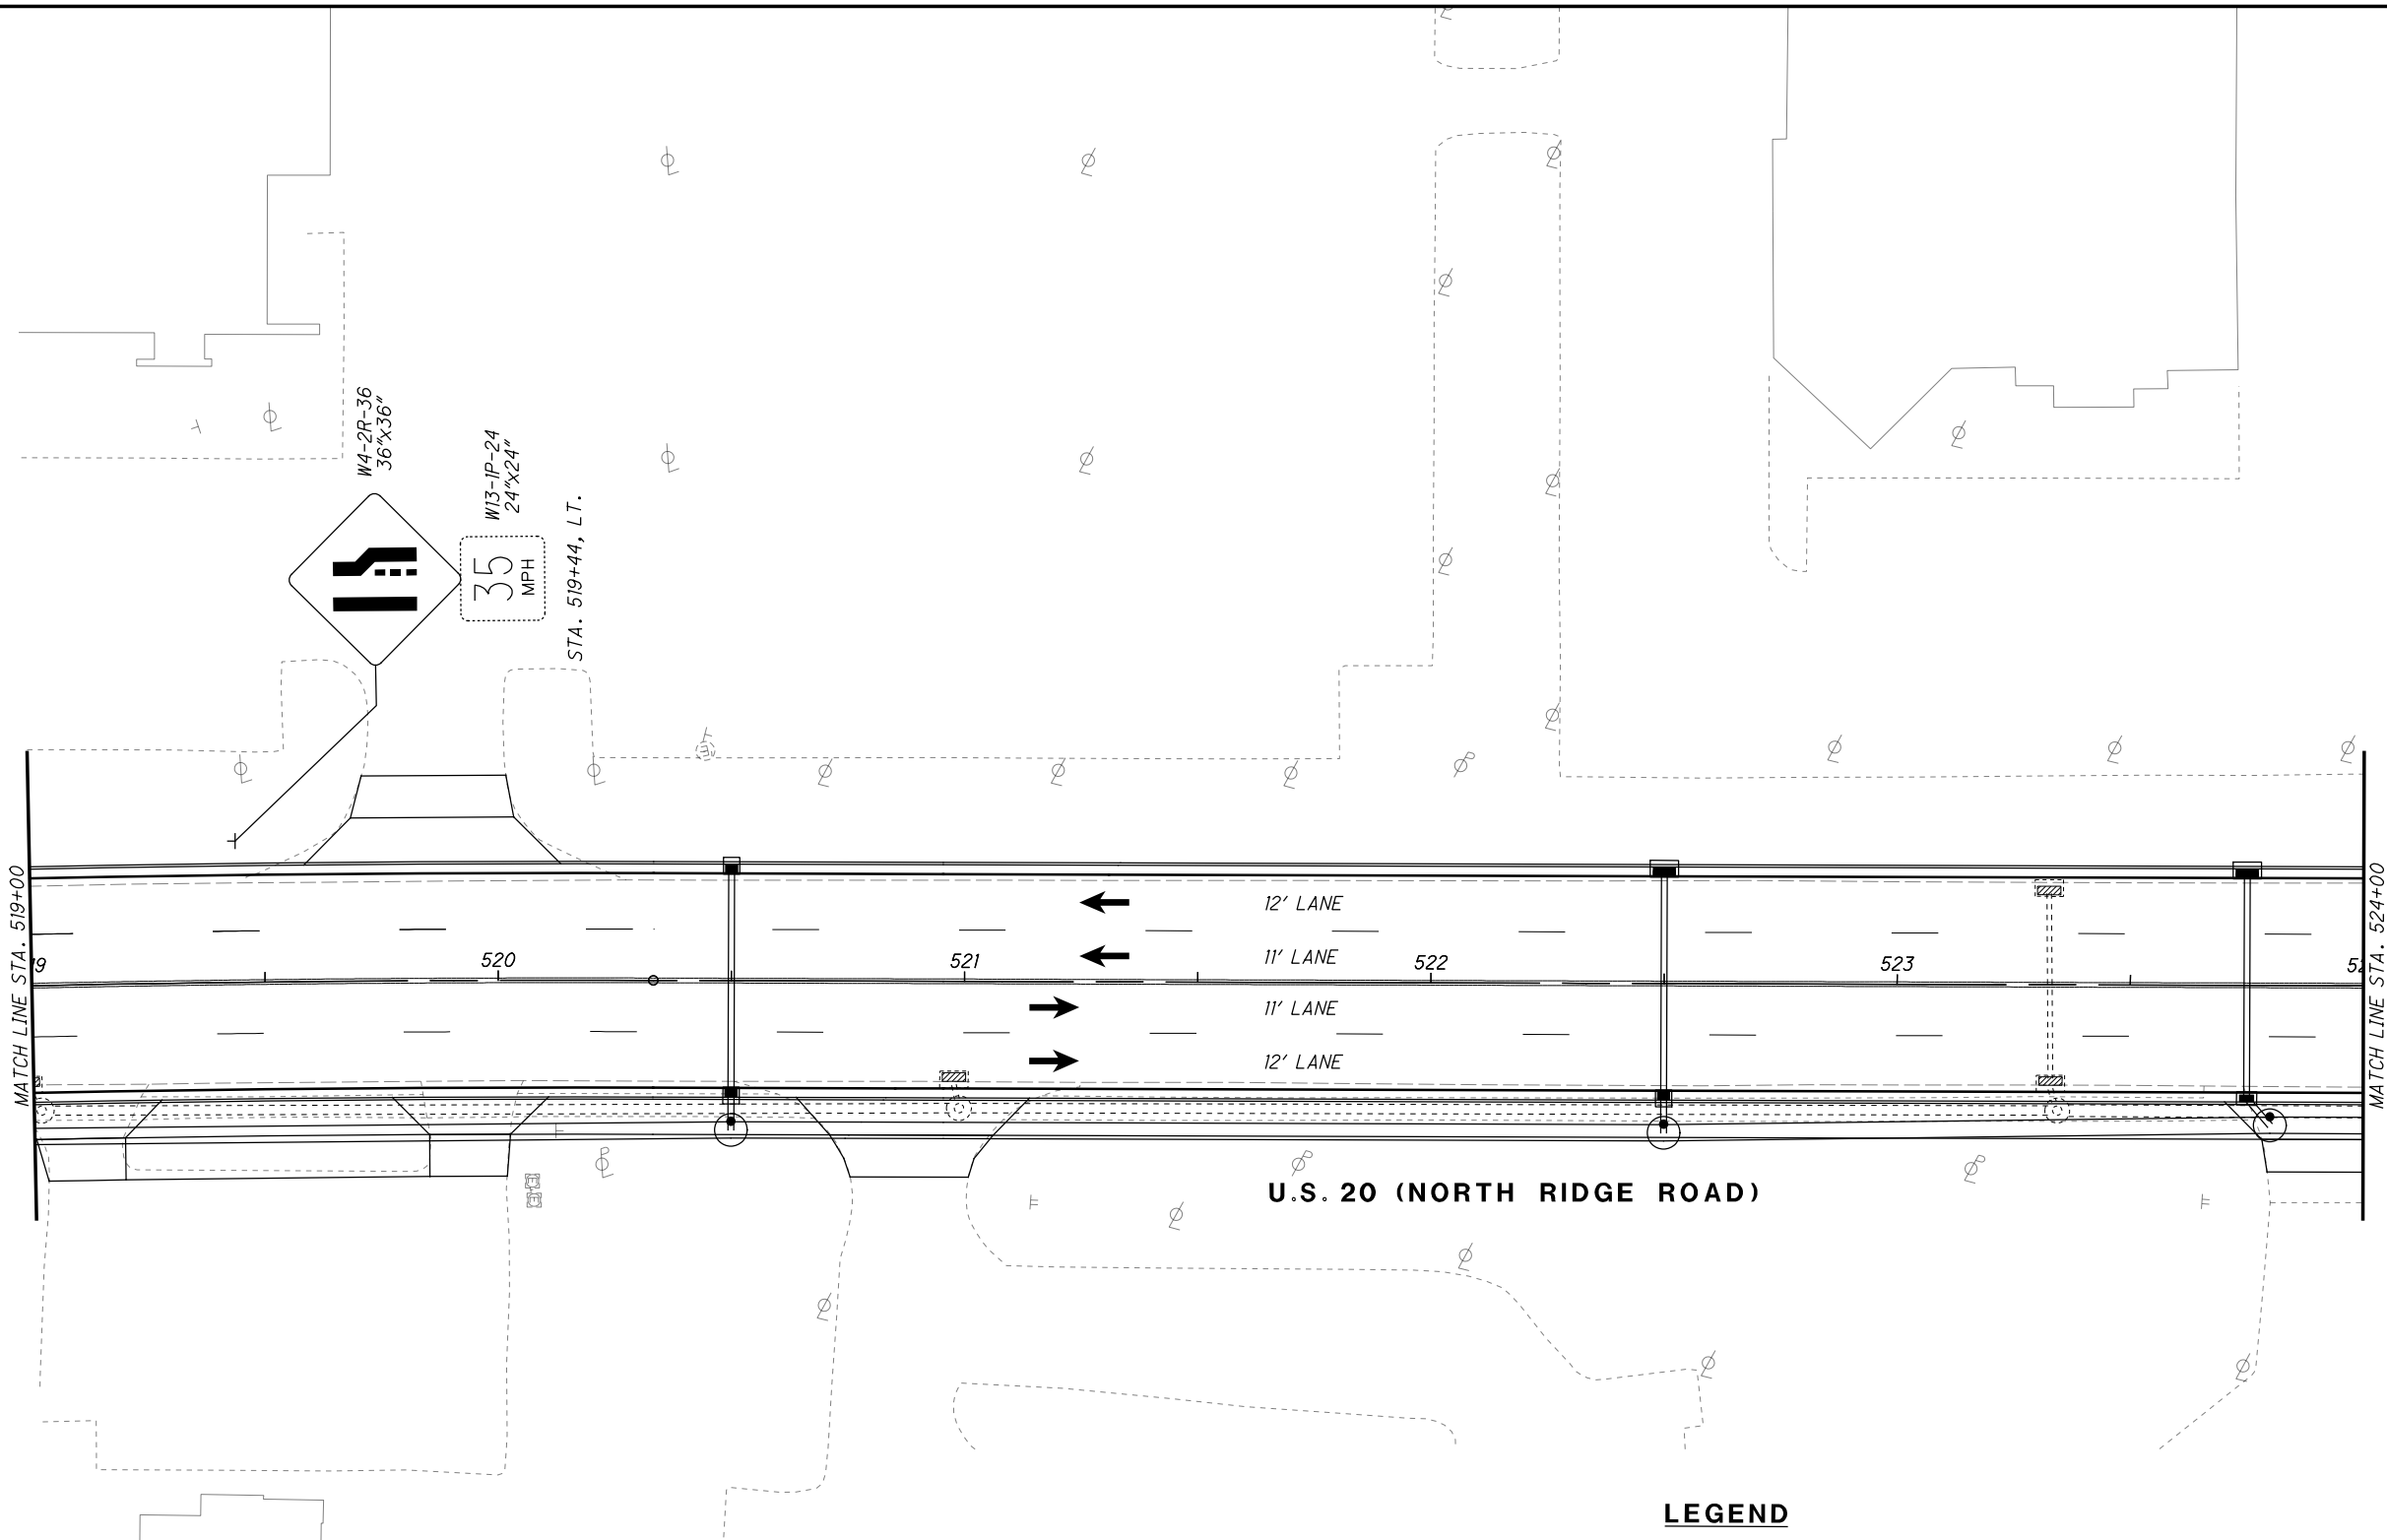 W4-2R-36
36"x36"
W13-1P-24
24"x24"
35
MPH
STA. 519+44, LT.
MATCH LINE STA. 519+00
MATCH LINE STA. 524+00
12' LANE
11' LANE
11' LANE
12' LANE
19
520
521
522
523
52
U.S. 20 (NORTH RIDGE ROAD)
LEGEND